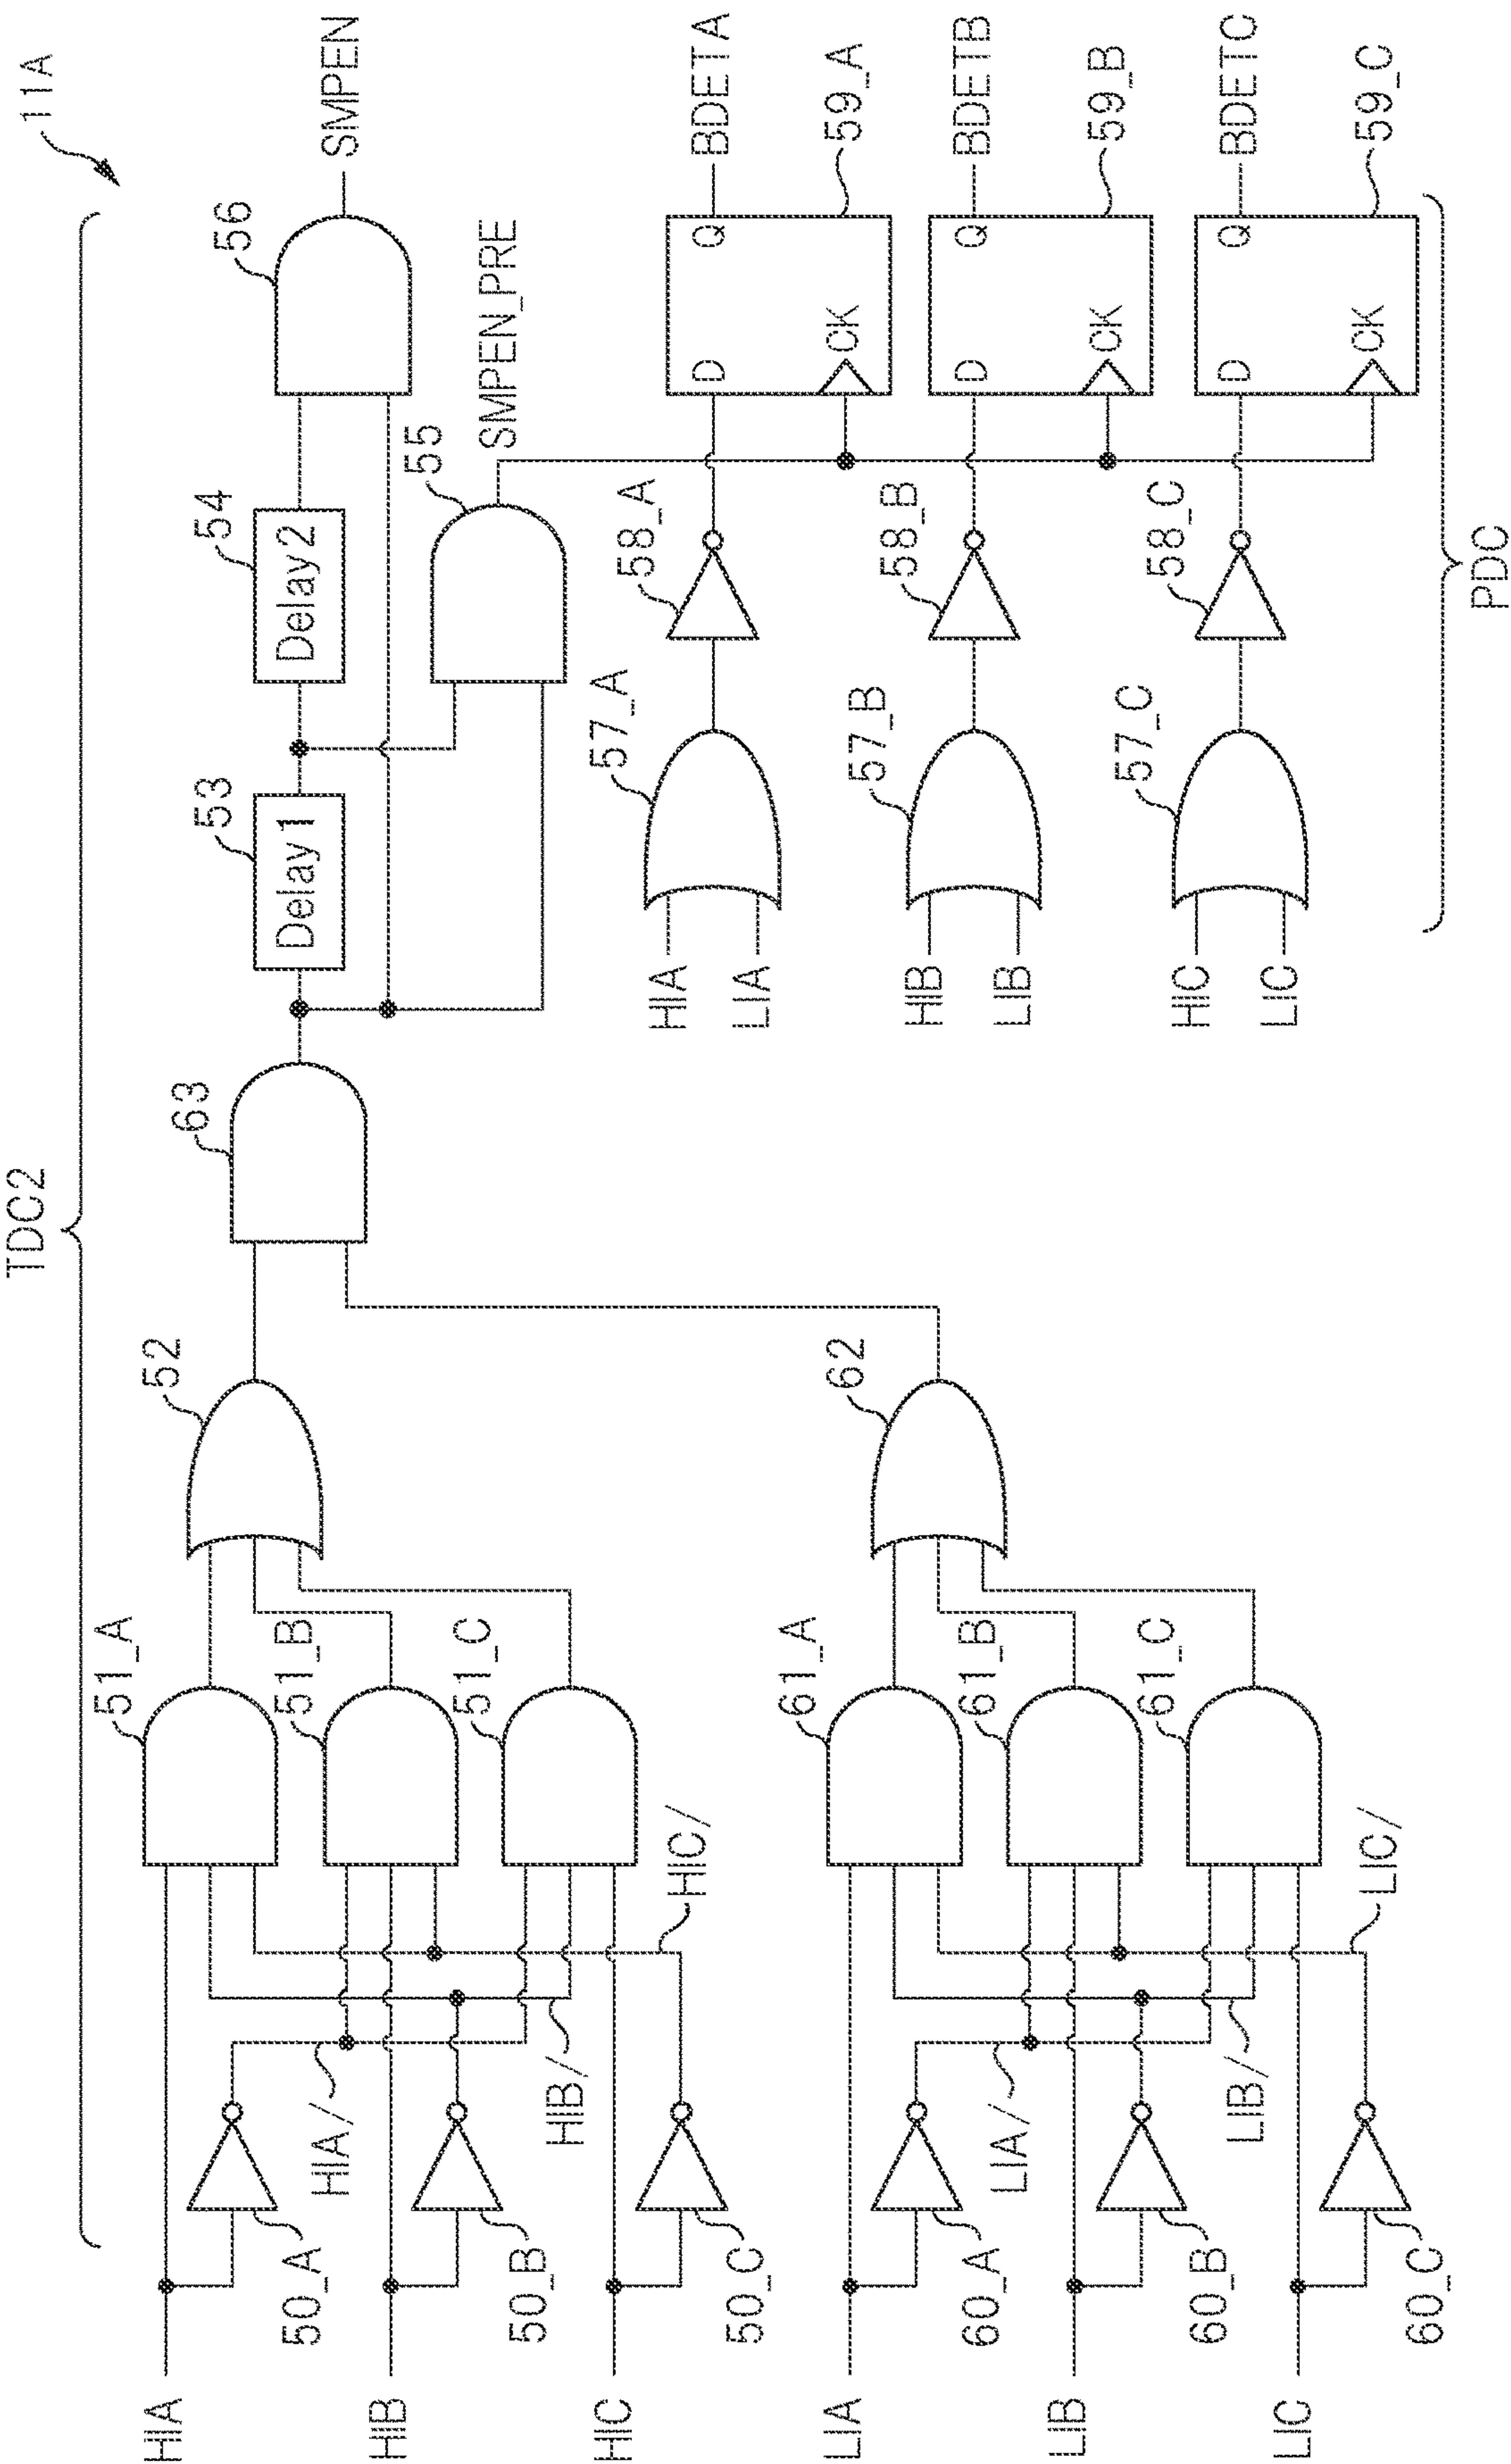 11A
TDC2
SMPEN
56
54
Delay2
53
Delay1
63
52
55
SMPEN_PRE
51_A
51_B
51_C
HIA
HIB
HIC
HIA/
HIB/
HIC/
50_A
50_B
50_C
62
61_A
61_B
61_C
LIA
LIB
LIC
LIA/
LIB/
LIC/
60_A
60_B
60_C
HIA
LIA
57_A
58_A
D
Q
CK
BDETA
59_A
HIB
LIB
57_B
58_B
D
Q
CK
BDETB
59_B
HIC
LIC
57_C
58_C
D
Q
CK
BDETC
59_C
PDC